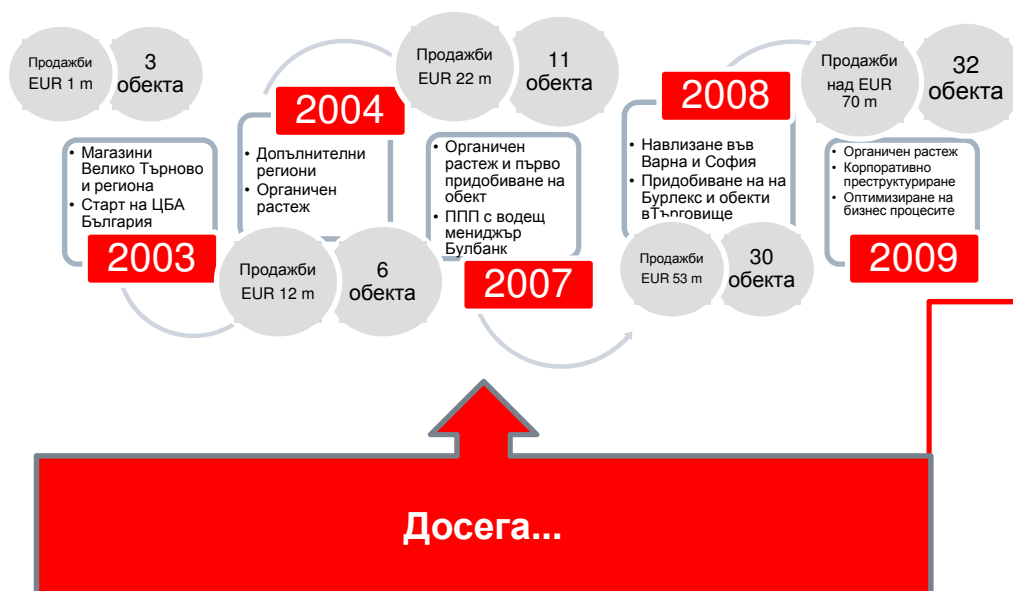 Продажби
EUR 1 m
3
обекта
• Магазини
Велико Търново
и региона
• Старт на ЦБА
България
2003
2004
• Допълнителни
региони
• Органичен
растеж
Продажби
EUR 12 m
6
обекта
Продажби
EUR 22 m
11
обекта
• Органичен
растеж и първо
придобиване на
обект
• ППП с водещ
мениджър
Булбанк
2007
2008
• Навлизане във
Варна и София
• Придобиване на на
Бурлекс и обекти
вТърговище
Продажби
EUR 53 m
30
обекта
Продажби
над EUR
70 m
32
обекта
• Органичен растеж
• Корпоративно
преструктуриране
• Оптимизиране на
бизнес процесите
2009
Досега...